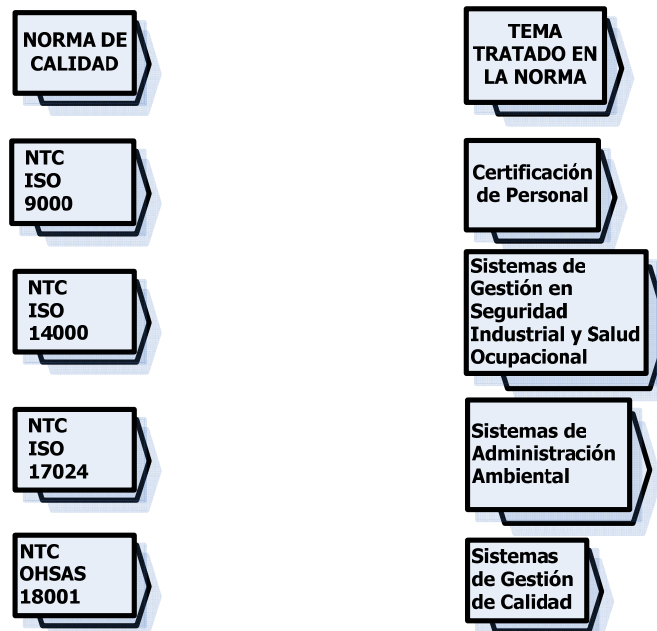 NORMA DE
CALIDAD
TEMA
TRATADO EN
LA NORMA
NTC
ISO
9000
Certificación
de Personal
NTC
ISO
14000
Sistemas de
Gestión en
Seguridad
Industrial y Salud
Ocupacional
NTC
ISO
17024
Sistemas de
Administración
Ambiental
NTC
OHSAS
18001
Sistemas
de Gestión
de Calidad